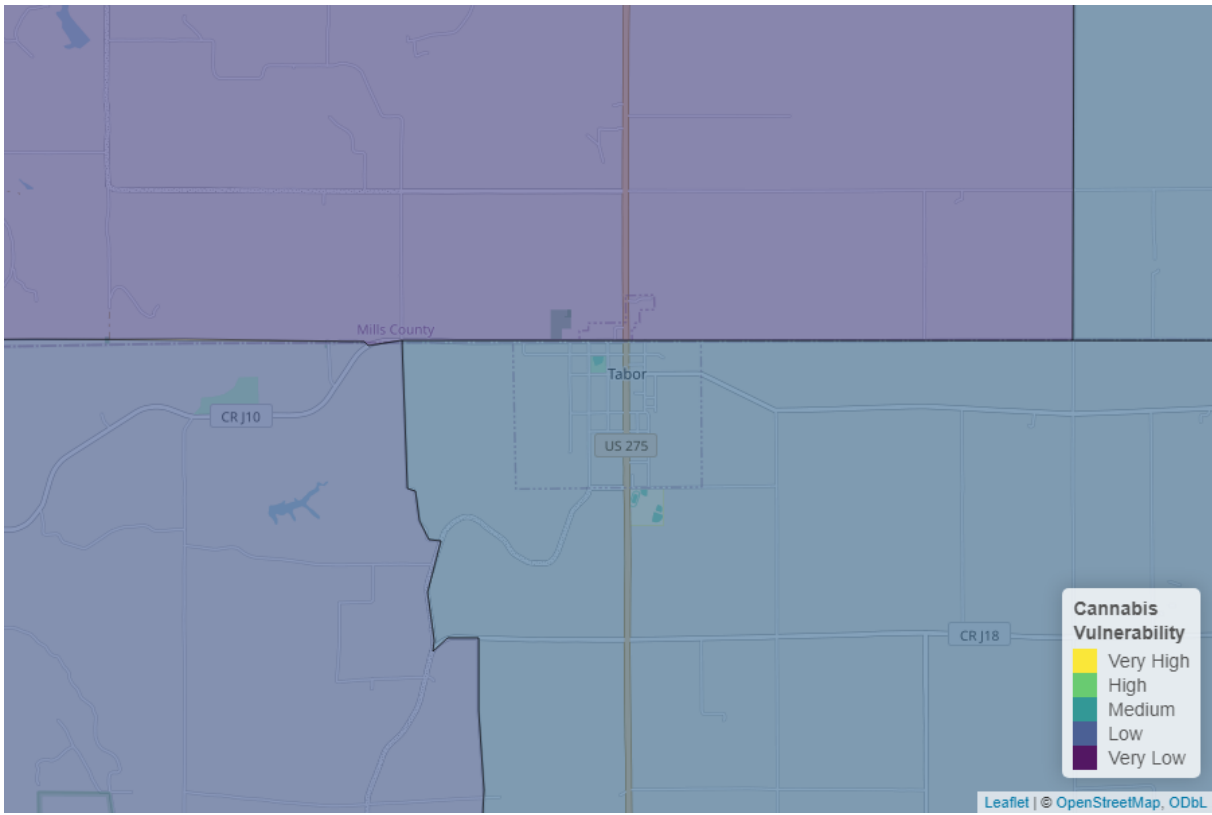 Mills County
Tabor
CR J10
US 275
CR J18
Cannabis
Vulnerability
Very High
High
Medium
Low
Very Low
Leaflet | © OpenStreetMap, ODbL